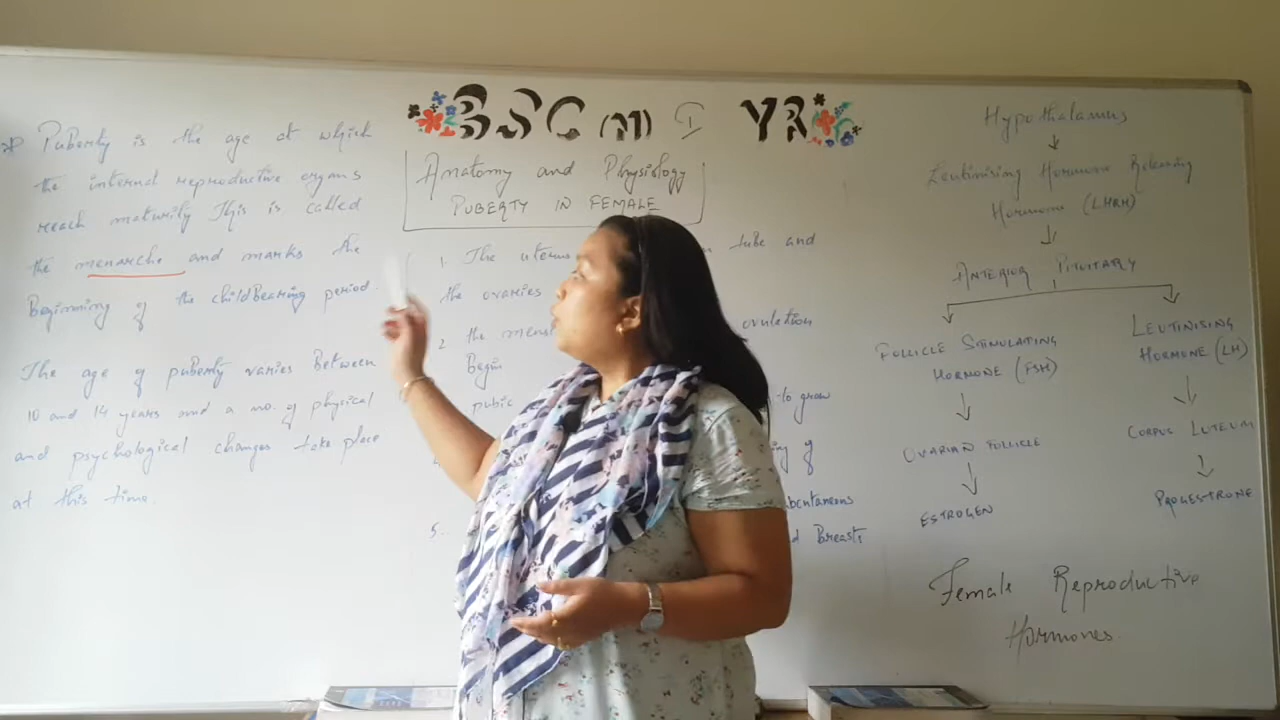 BSC (N) I YR
Anatomy and Physiology
PUBERTY IN FEMALE
* Puberty is the age at which
the internal reproductive organs
reach maturity This is called
the menarche and marks the
Beginning of the childbearing period.
The age of puberty varies Between
10 and 14 years and a no. of physical
and psychological changes take place
at this time.
1. The uterus tube and
the ovaries
2 the ovulation
Begin
pubic to grow
of
5. Breasts
Hypothalamus
Leutinising Hormone Releasing
Hormone (LHRH)
ANTERIOR PITUITARY
FOLLICLE STIMULATING
HORMONE (FSH)
OVARIAN FOLLICLE
ESTROGEN
LEUTINISING
HORMONE (LH)
CORPUS LUTEUM
PROGESTRONE
Female Reproductive
Hormones.